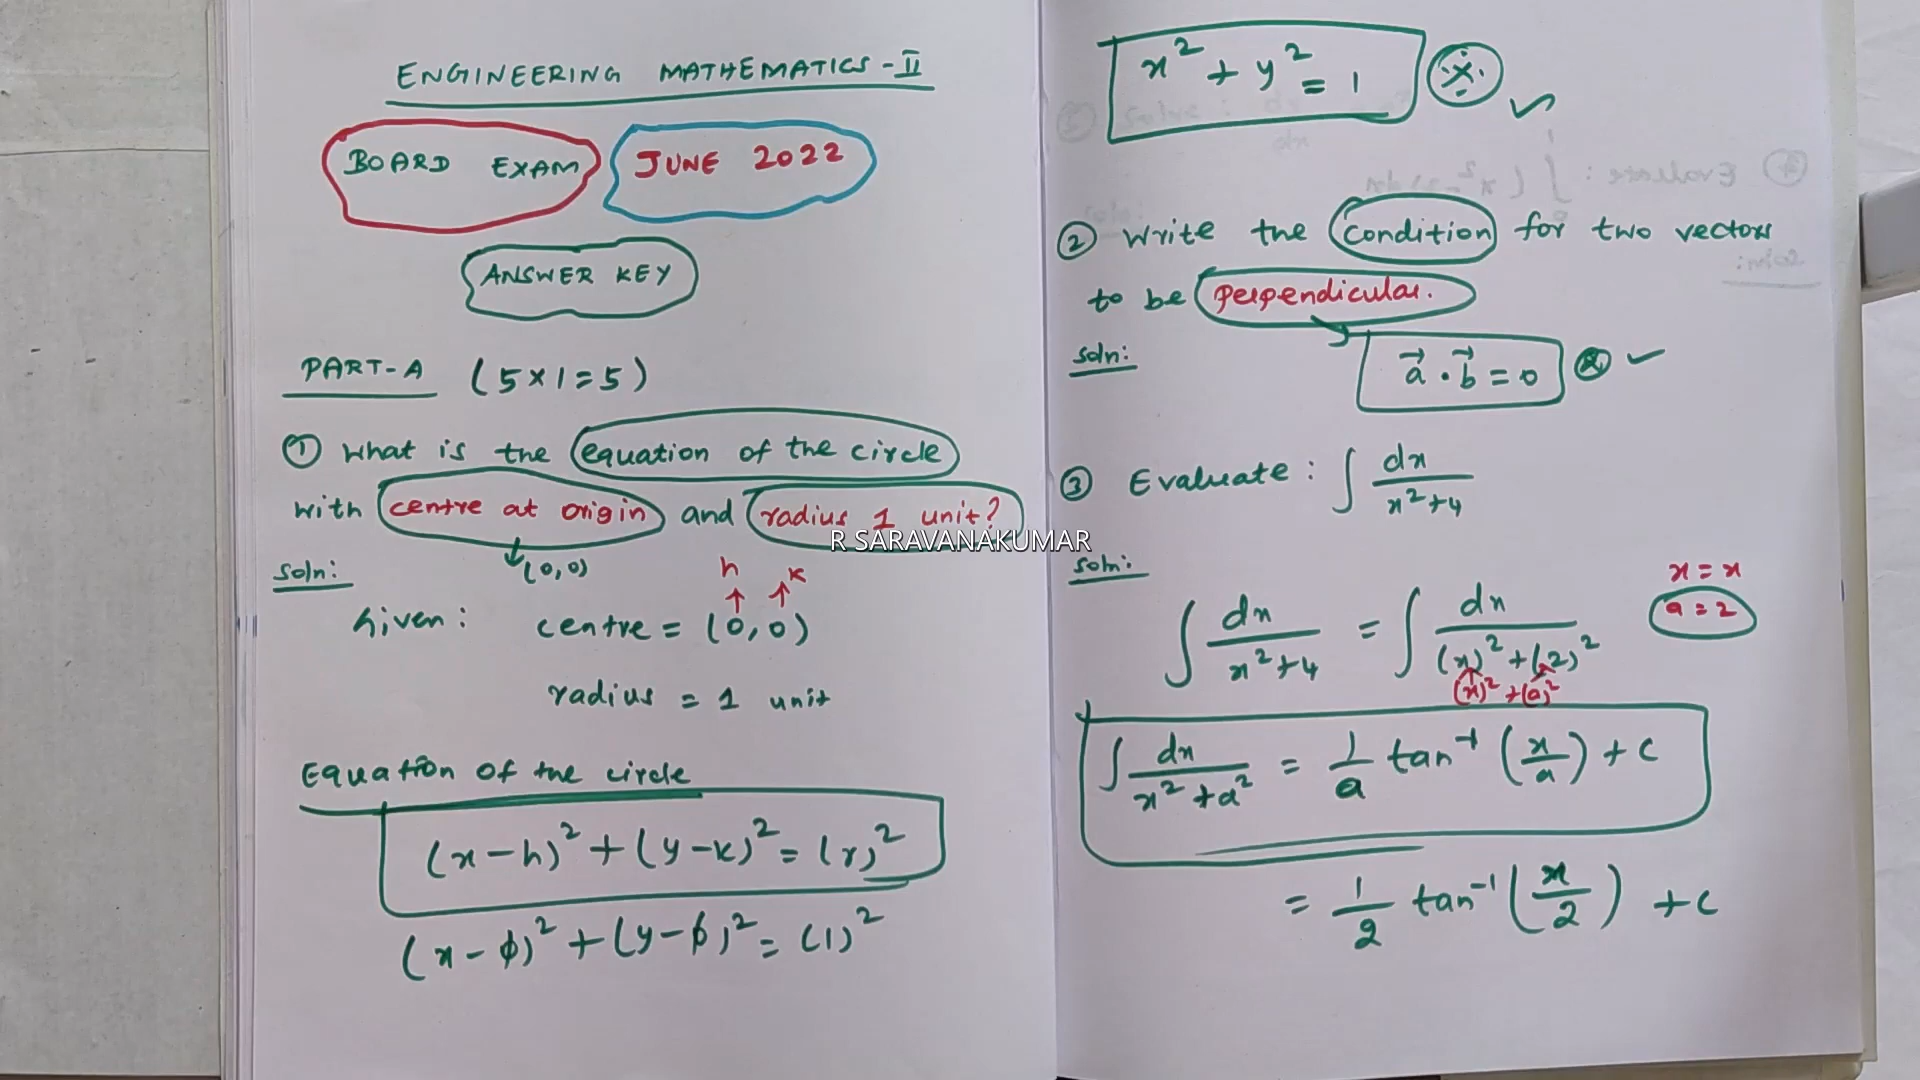 ENGINEERING MATHEMATICS-II
BOARD EXAM JUNE 2022
ANSWER KEY
PART-A (5×1=5)
① What is the equation of the circle
with centre at origin and radius 1 unit?
(0,0)
Soln:
h k
Given: centre = (0,0)
radius = 1 unit
Equation of the circle
(x-h)² + (y-k)² = (r)²
(x-0)² + (y-0)² = (1)²
x² + y² = 1
② Write the condition for two vectors
to be perpendicular.
Soln: a⃗ · b⃗ = 0
③ Evaluate: ∫ dx/(x²+4)
Soln:
x = x
a = 2
∫ dx/(x²+4) = ∫ dx/((x)²+(2)²)
(x)² + (a)²
∫ dx/(x²+a²) = 1/a tan⁻¹ (x/a) + c
= 1/2 tan⁻¹ (x/2) + c
R SARAVANAKUMAR